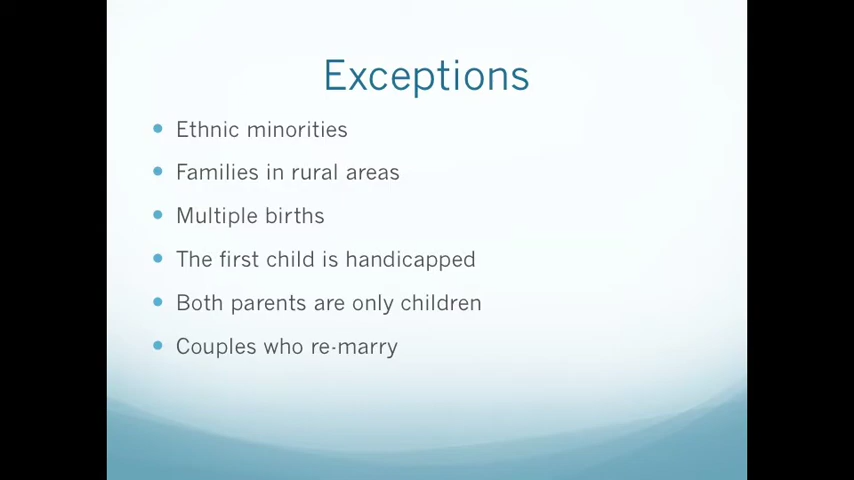 Exceptions
• Ethnic minorities
• Families in rural areas
• Multiple births
• The first child is handicapped
• Both parents are only children
• Couples who re-marry